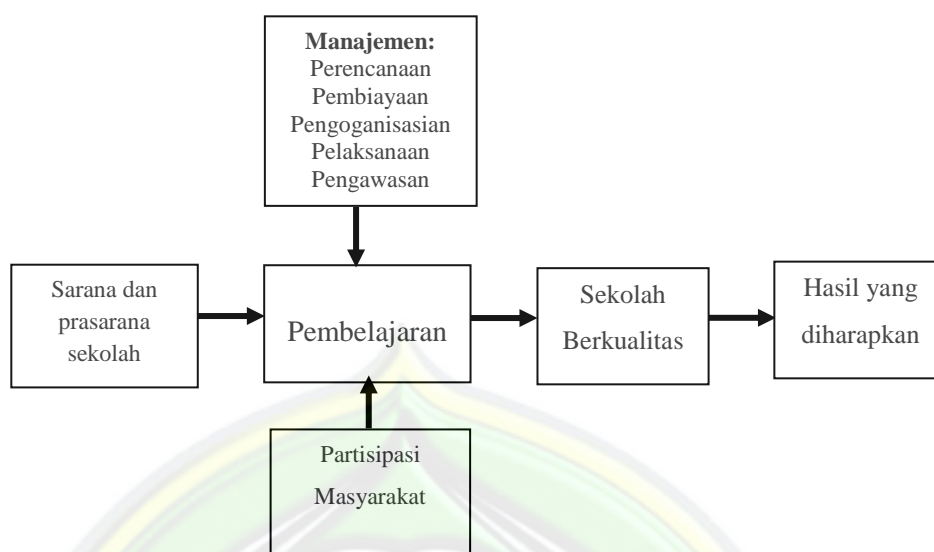 Manajemen:
Perencanaan
Pembiayaan
Pengoganisasian
Pelaksanaan
Pengawasan
Sarana dan
prasarana
sekolah
Pembelajaran
Sekolah
Berkualitas
Hasil yang
diharapkan
Partisipasi
Masyarakat